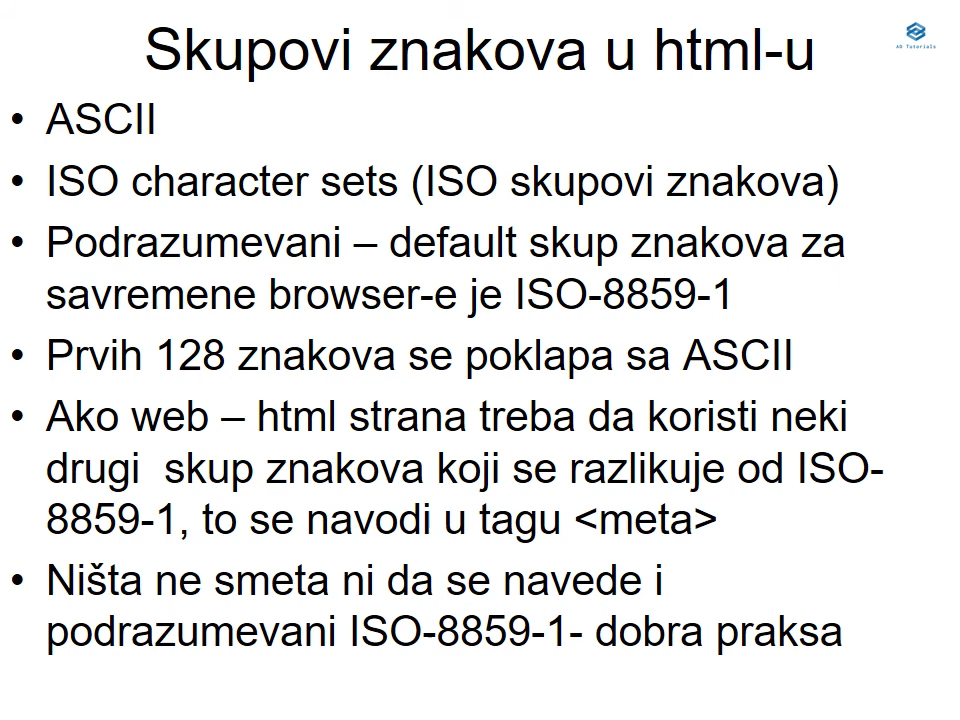 Skupovi znakova u html-u
AD Tutorials
• ASCII
• ISO character sets (ISO skupovi znakova)
• Podrazumevani – default skup znakova za
savremene browser-e je ISO-8859-1
• Prvih 128 znakova se poklapa sa ASCII
• Ako web – html strana treba da koristi neki
drugi  skup znakova koji se razlikuje od ISO-
8859-1, to se navodi u tagu <meta>
• Ništa ne smeta ni da se navede i
podrazumevani ISO-8859-1- dobra praksa